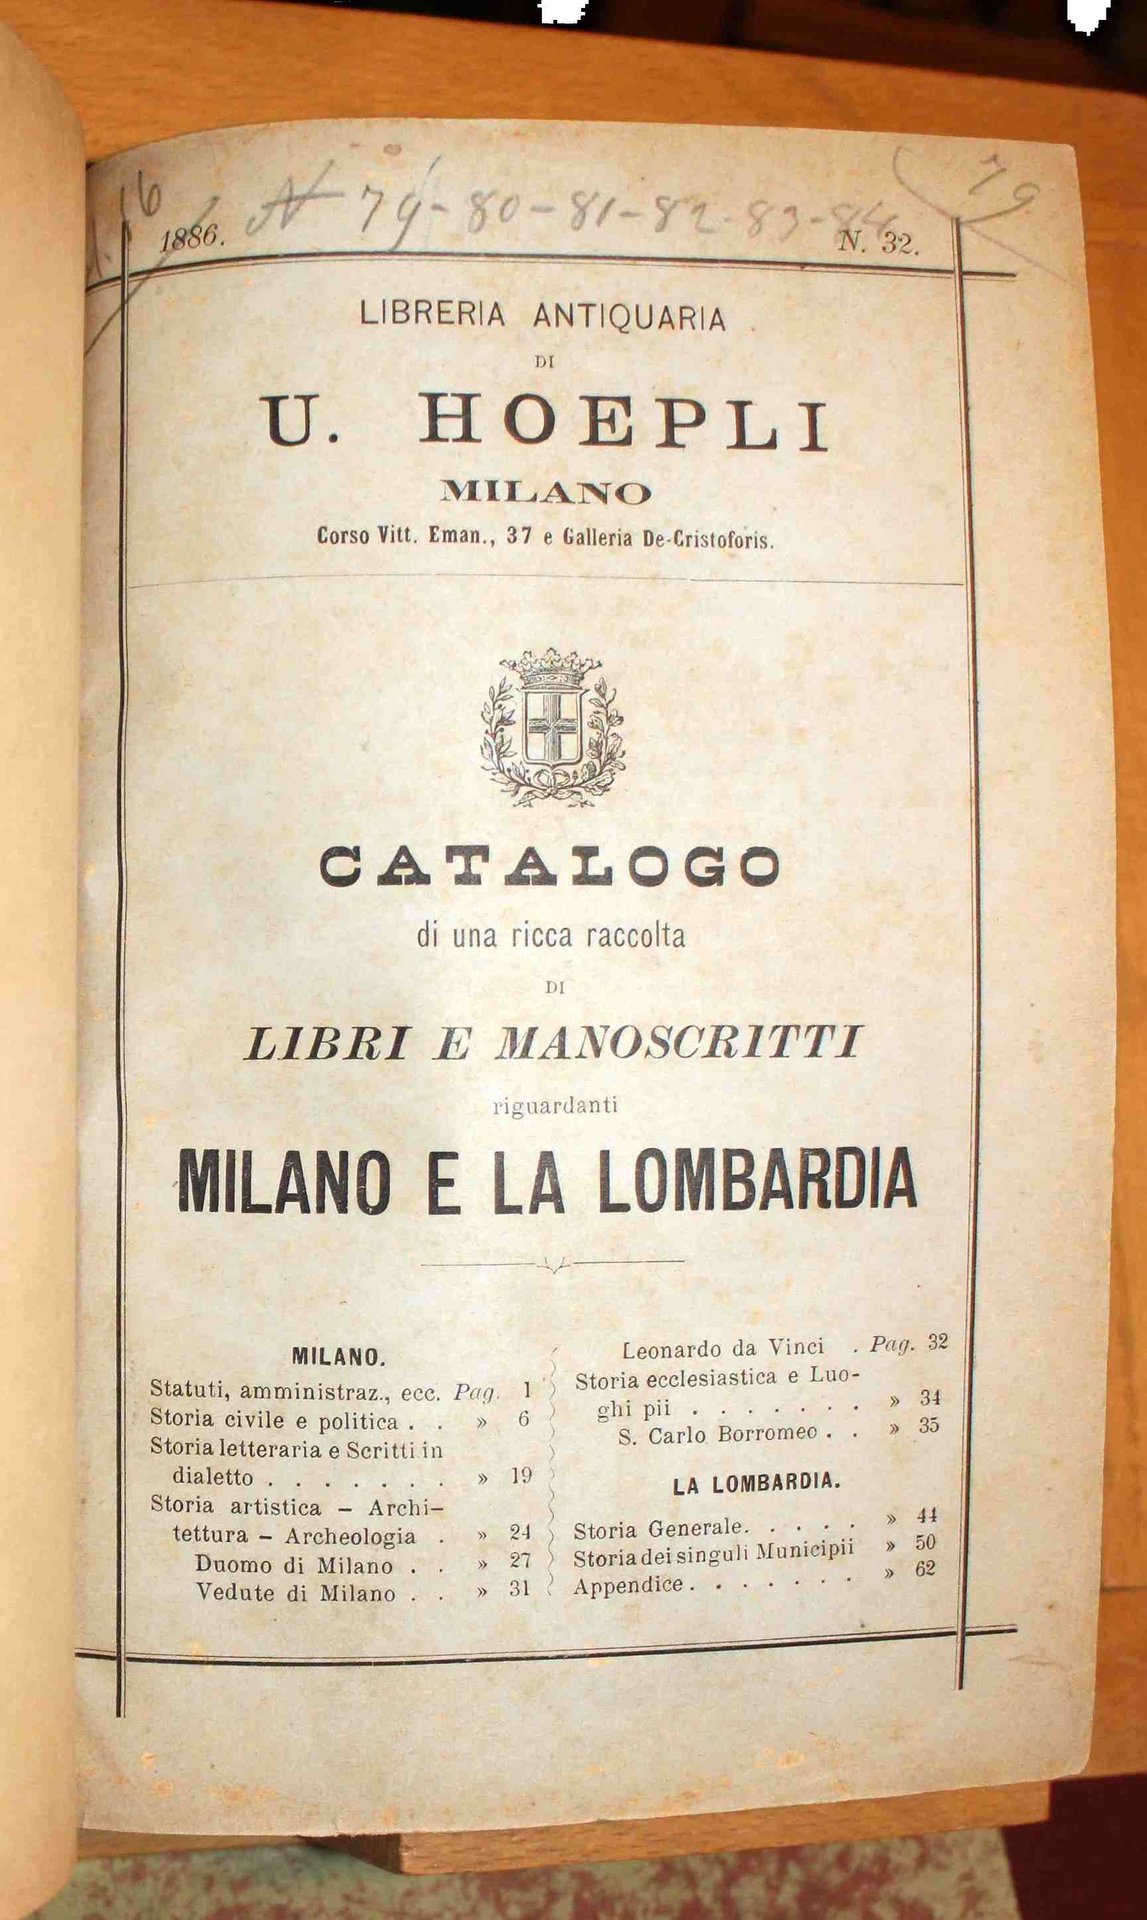 16
N 79-80-81-82-83-84
79
1886.
N. 32.
LIBRERIA ANTIQUARIA
DI
U. HOEPLI
MILANO
Corso Vitt. Eman., 37 e Galleria De-Cristoforis.
CATALOGO
di una ricca raccolta
DI
LIBRI E MANOSCRITTI
riguardanti
MILANO E LA LOMBARDIA
MILANO.
Statuti, amministraz., ecc. Pag. 1
Storia civile e politica . . » 6
Storia letteraria e Scritti in
dialetto . . . . . . . » 19
Storia artistica – Archi-
tettura – Archeologia . » 24
Duomo di Milano . . » 27
Vedute di Milano . . » 31
Leonardo da Vinci . Pag. 32
Storia ecclesiastica e Luo-
ghi pii . . . . . . . » 34
S. Carlo Borromeo . . » 35
LA LOMBARDIA.
Storia Generale. . . . . » 44
Storia dei singuli Municipii » 50
Appendice . . . . . . . » 62